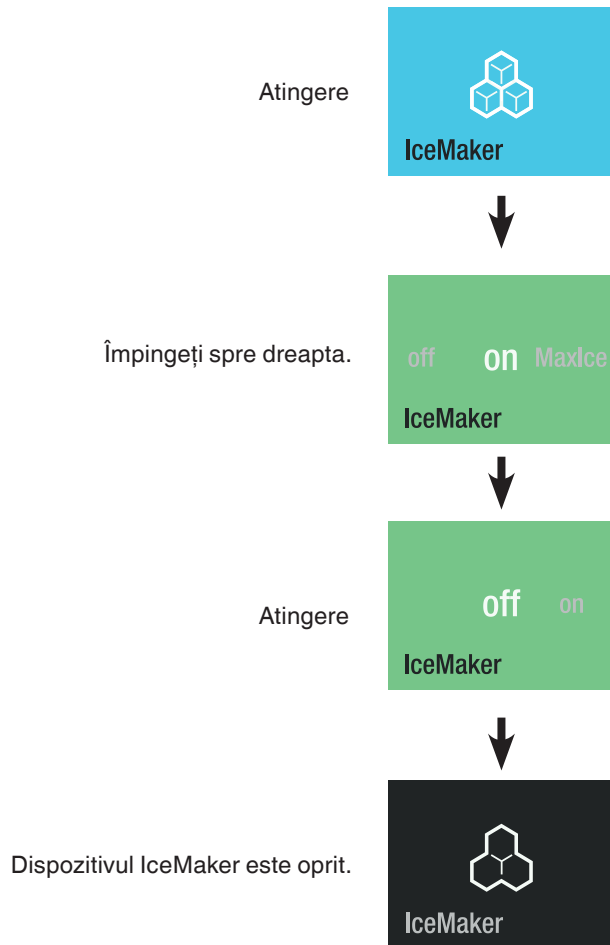 Atingere
IceMaker
Împingeți spre dreapta.
off on MaxIce
IceMaker
Atingere
off on
IceMaker
Dispozitivul IceMaker este oprit.
IceMaker